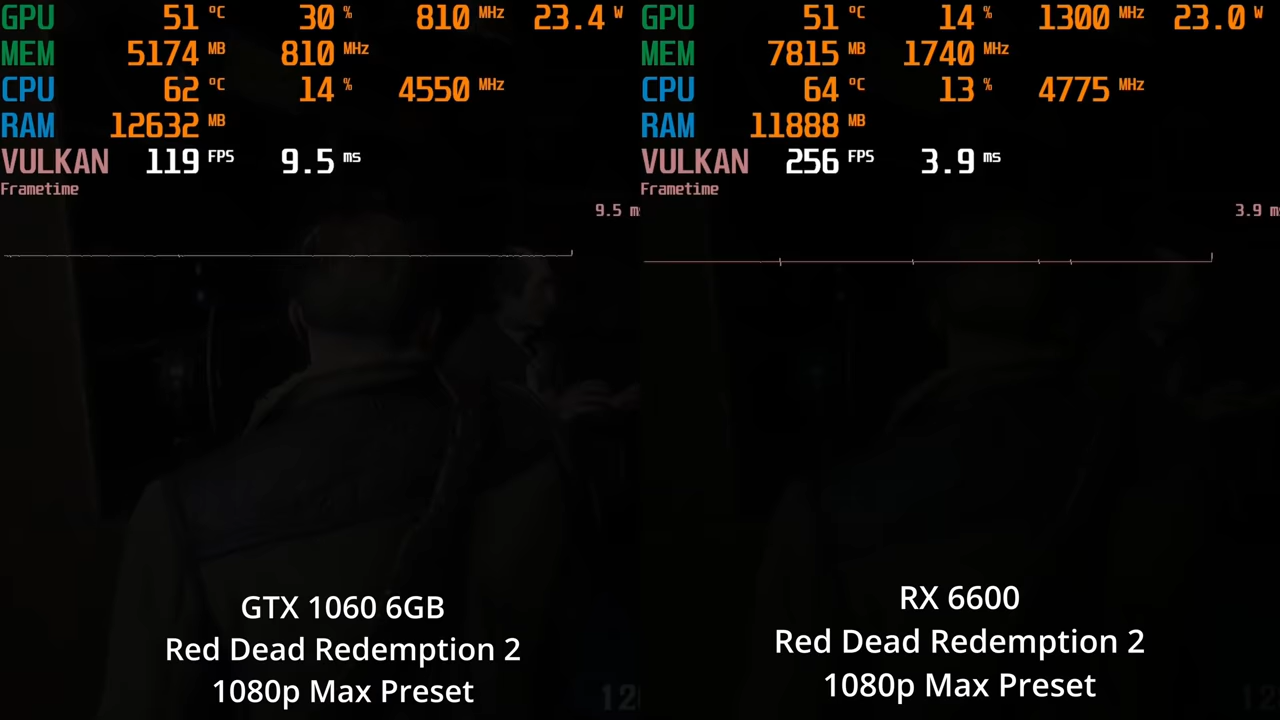 GPU 51 °C 30 % 810 MHz 23.4 W
MEM 5174 MB 810 MHz
CPU 62 °C 14 % 4550 MHz
RAM 12632 MB
VULKAN 119 FPS 9.5 ms
Frametime
9.5 m
GTX 1060 6GB
Red Dead Redemption 2
1080p Max Preset
GPU 51 °C 14 % 1300 MHz 23.0 W
MEM 7815 MB 1740 MHz
CPU 64 °C 13 % 4775 MHz
RAM 11888 MB
VULKAN 256 FPS 3.9 ms
Frametime
3.9 m
RX 6600
Red Dead Redemption 2
1080p Max Preset